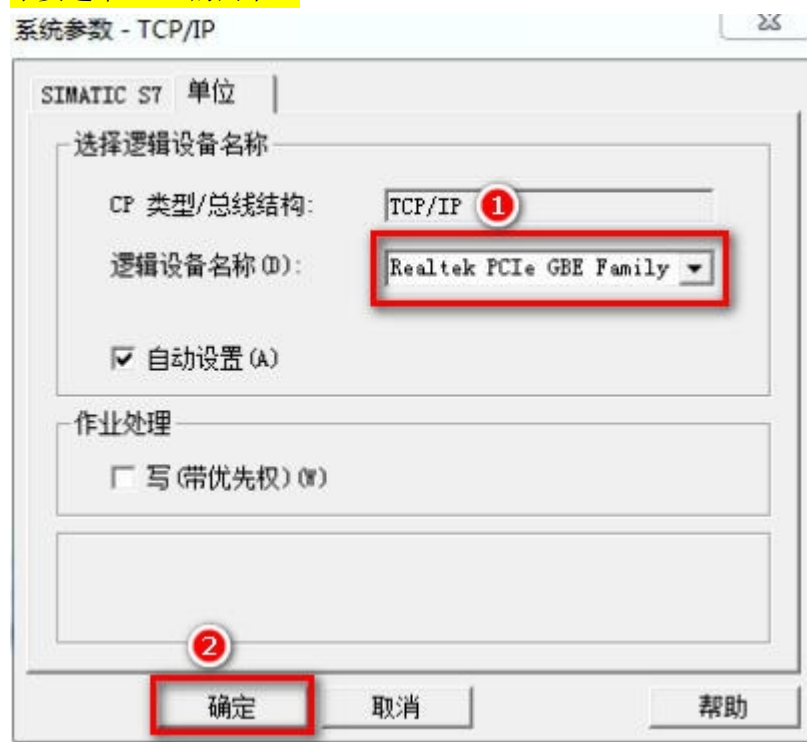 系统参数 - TCP/IP
SIMATIC S7 单位
选择逻辑设备名称
CP 类型/总线结构: TCP/IP 1
逻辑设备名称(D): Realtek PCIe GBE Family
自动设置(A)
作业处理
写(带优先权)(W)
2
确定 取消 帮助